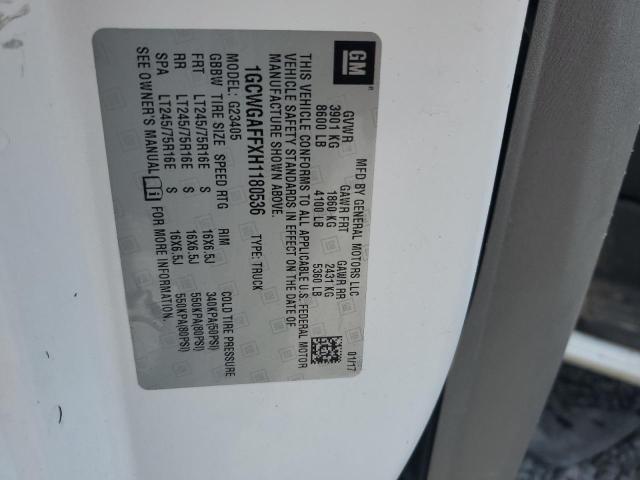 GM ®
MFD BY GENERAL MOTORS LLC 01/17
GVWR GAWR FRT GAWR RR
3901 KG 1860 KG 2431 KG
8600 LB 4100 LB 5360 LB
THIS VEHICLE CONFORMS TO ALL APPLICABLE U.S. FEDERAL MOTOR
VEHICLE SAFETY STANDARDS IN EFFECT ON THE DATE OF
MANUFACTURE SHOWN ABOVE.
1GCWGAFFXH1180536 TYPE: TRUCK
MODEL: G23405
GBBW TIRE SIZE SPEED RTG RIM COLD TIRE PRESSURE
FRT LT245/75R16E S 16X6.5J 340KPA(50PSI)
RR LT245/75R16E S 16X6.5J 550KPA(80PSI)
SPA LT245/75R16E S 16X6.5J 550KPA(80PSI)
SEE OWNER'S MANUAL FOR MORE INFORMATION.